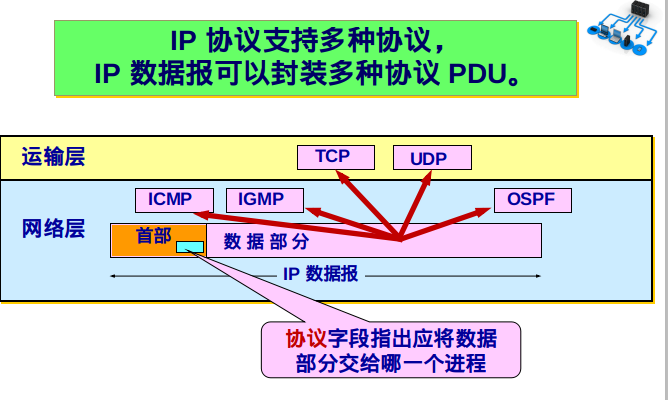 IP 协议支持多种协议，
IP 数据报可以封装多种协议 PDU。
运输层
TCP
UDP
ICMP
IGMP
OSPF
网络层
首部
数 据 部 分
IP 数据报
协议字段指出应将数据
部分交给哪一个进程